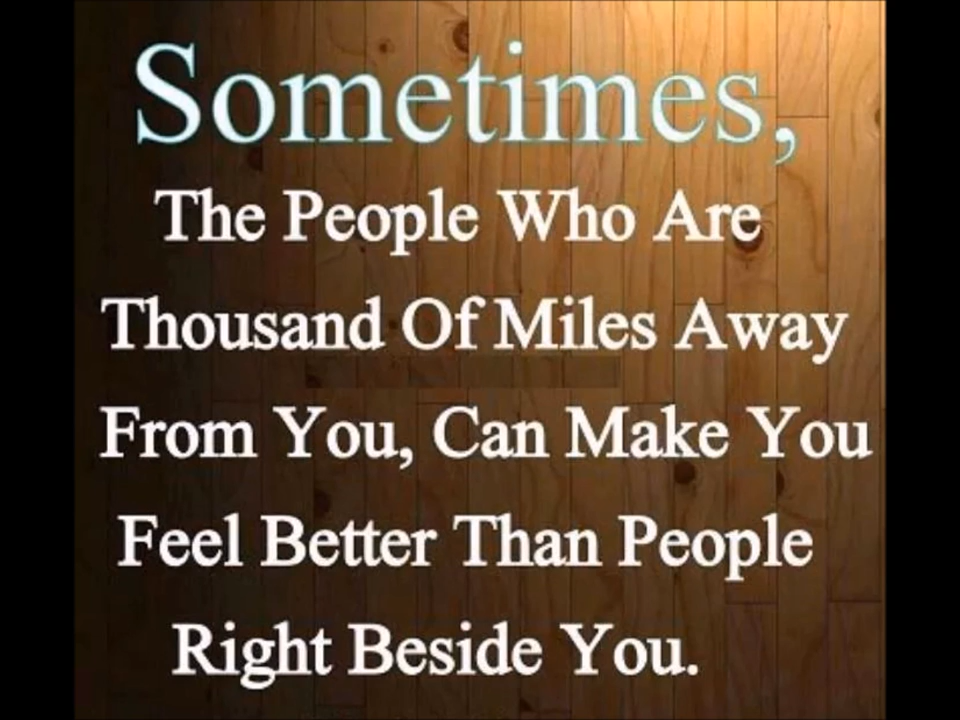 Sometimes,
The People Who Are
Thousand Of Miles Away
From You, Can Make You
Feel Better Than People
Right Beside You.